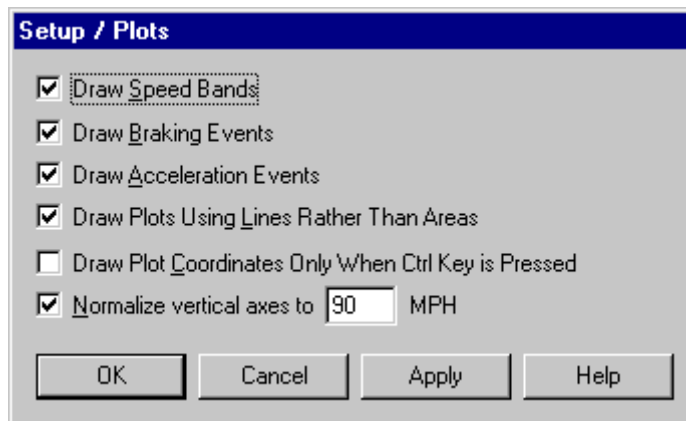 Setup / Plots
Draw Speed Bands
Draw Braking Events
Draw Acceleration Events
Draw Plots Using Lines Rather Than Areas
Draw Plot Coordinates Only When Ctrl Key is Pressed
Normalize vertical axes to 90 MPH
OK Cancel Apply Help